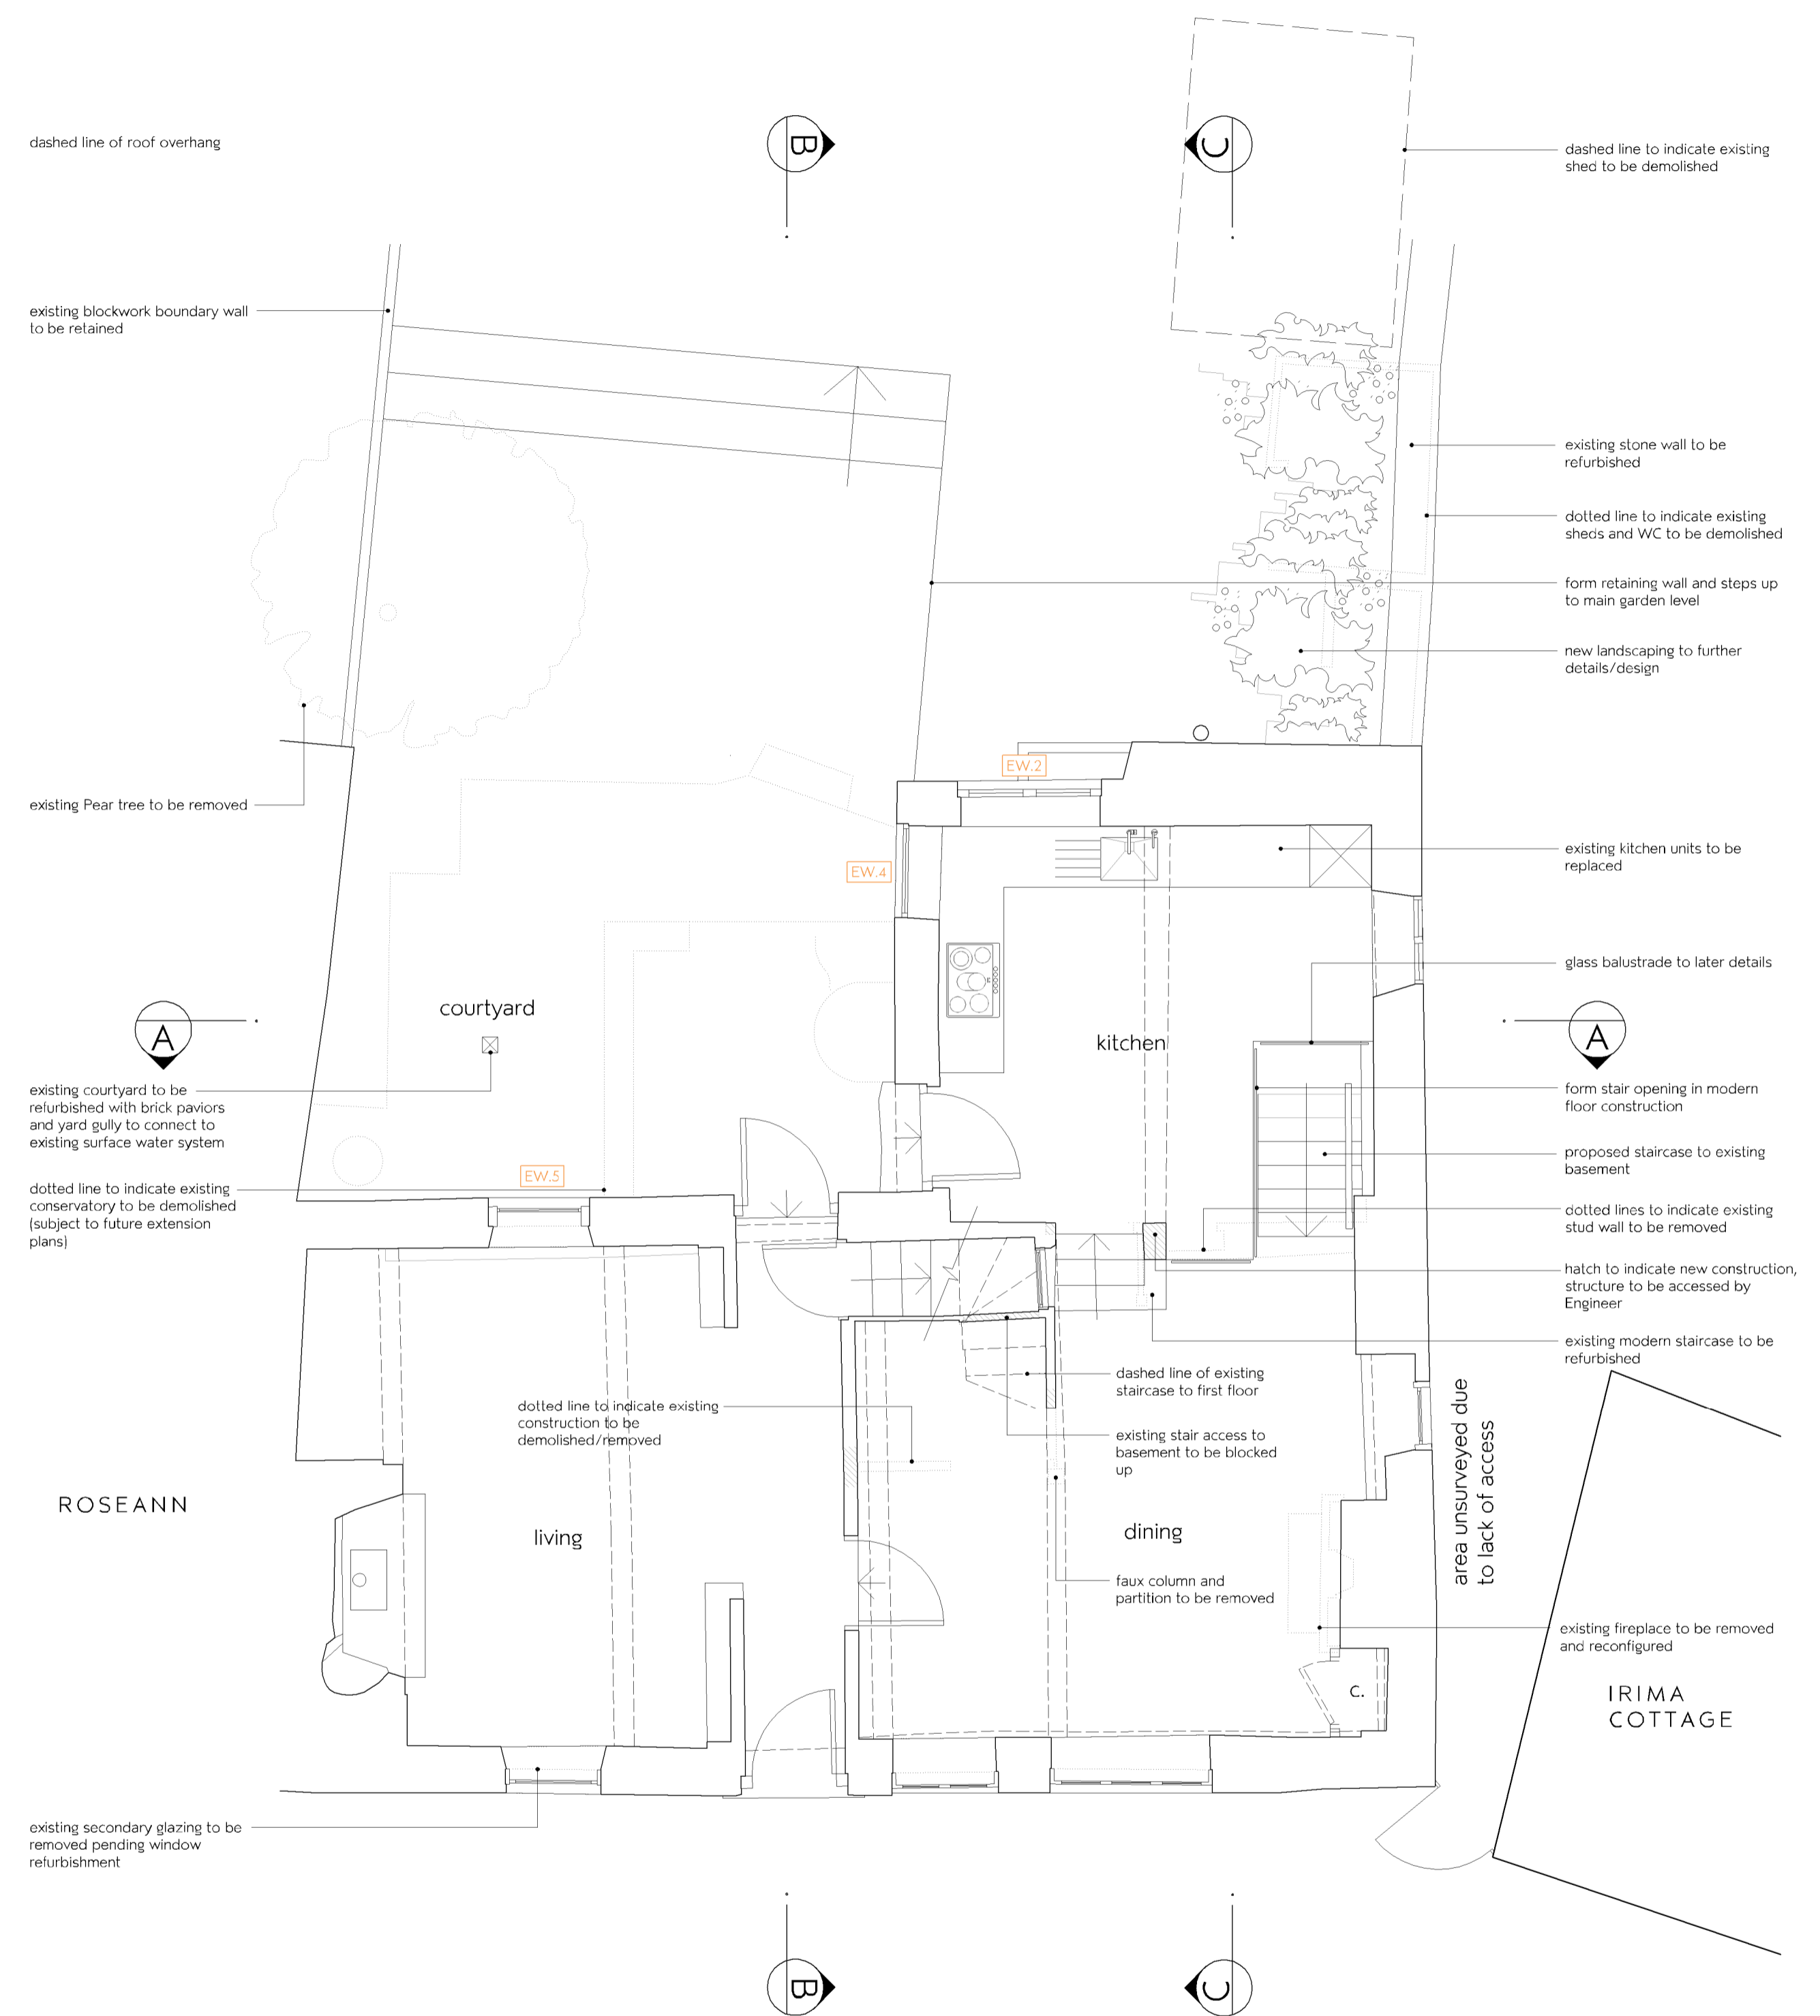 dashed line of roof overhang
B
C
dashed line to indicate existing
shed to be demolished
existing blockwork boundary wall
to be retained
existing stone wall to be
refurbished
dotted line to indicate existing
sheds and WC to be demolished
form retaining wall and steps up
to main garden level
new landscaping to further
details/design
existing Pear tree to be removed
EW.2
EW.4
existing kitchen units to be
replaced
glass balustrade to later details
courtyard
kitchen
A
A
existing courtyard to be
refurbished with brick paviors
and yard gully to connect to
existing surface water system
form stair opening in modern
floor construction
proposed staircase to existing
basement
EW.5
dotted line to indicate existing
conservatory to be demolished
(subject to future extension
plans)
dotted lines to indicate existing
stud wall to be removed
hatch to indicate new construction,
structure to be accessed by
Engineer
existing modern staircase to be
refurbished
dashed line of existing
staircase to first floor
dotted line to indicate existing
construction to be
demolished/removed
existing stair access to
basement to be blocked
up
area unsurveyed due
to lack of access
ROSEANN
living
dining
faux column and
partition to be removed
existing fireplace to be removed
and reconfigured
c.
IRIMA
COTTAGE
existing secondary glazing to be
removed pending window
refurbishment
B
C